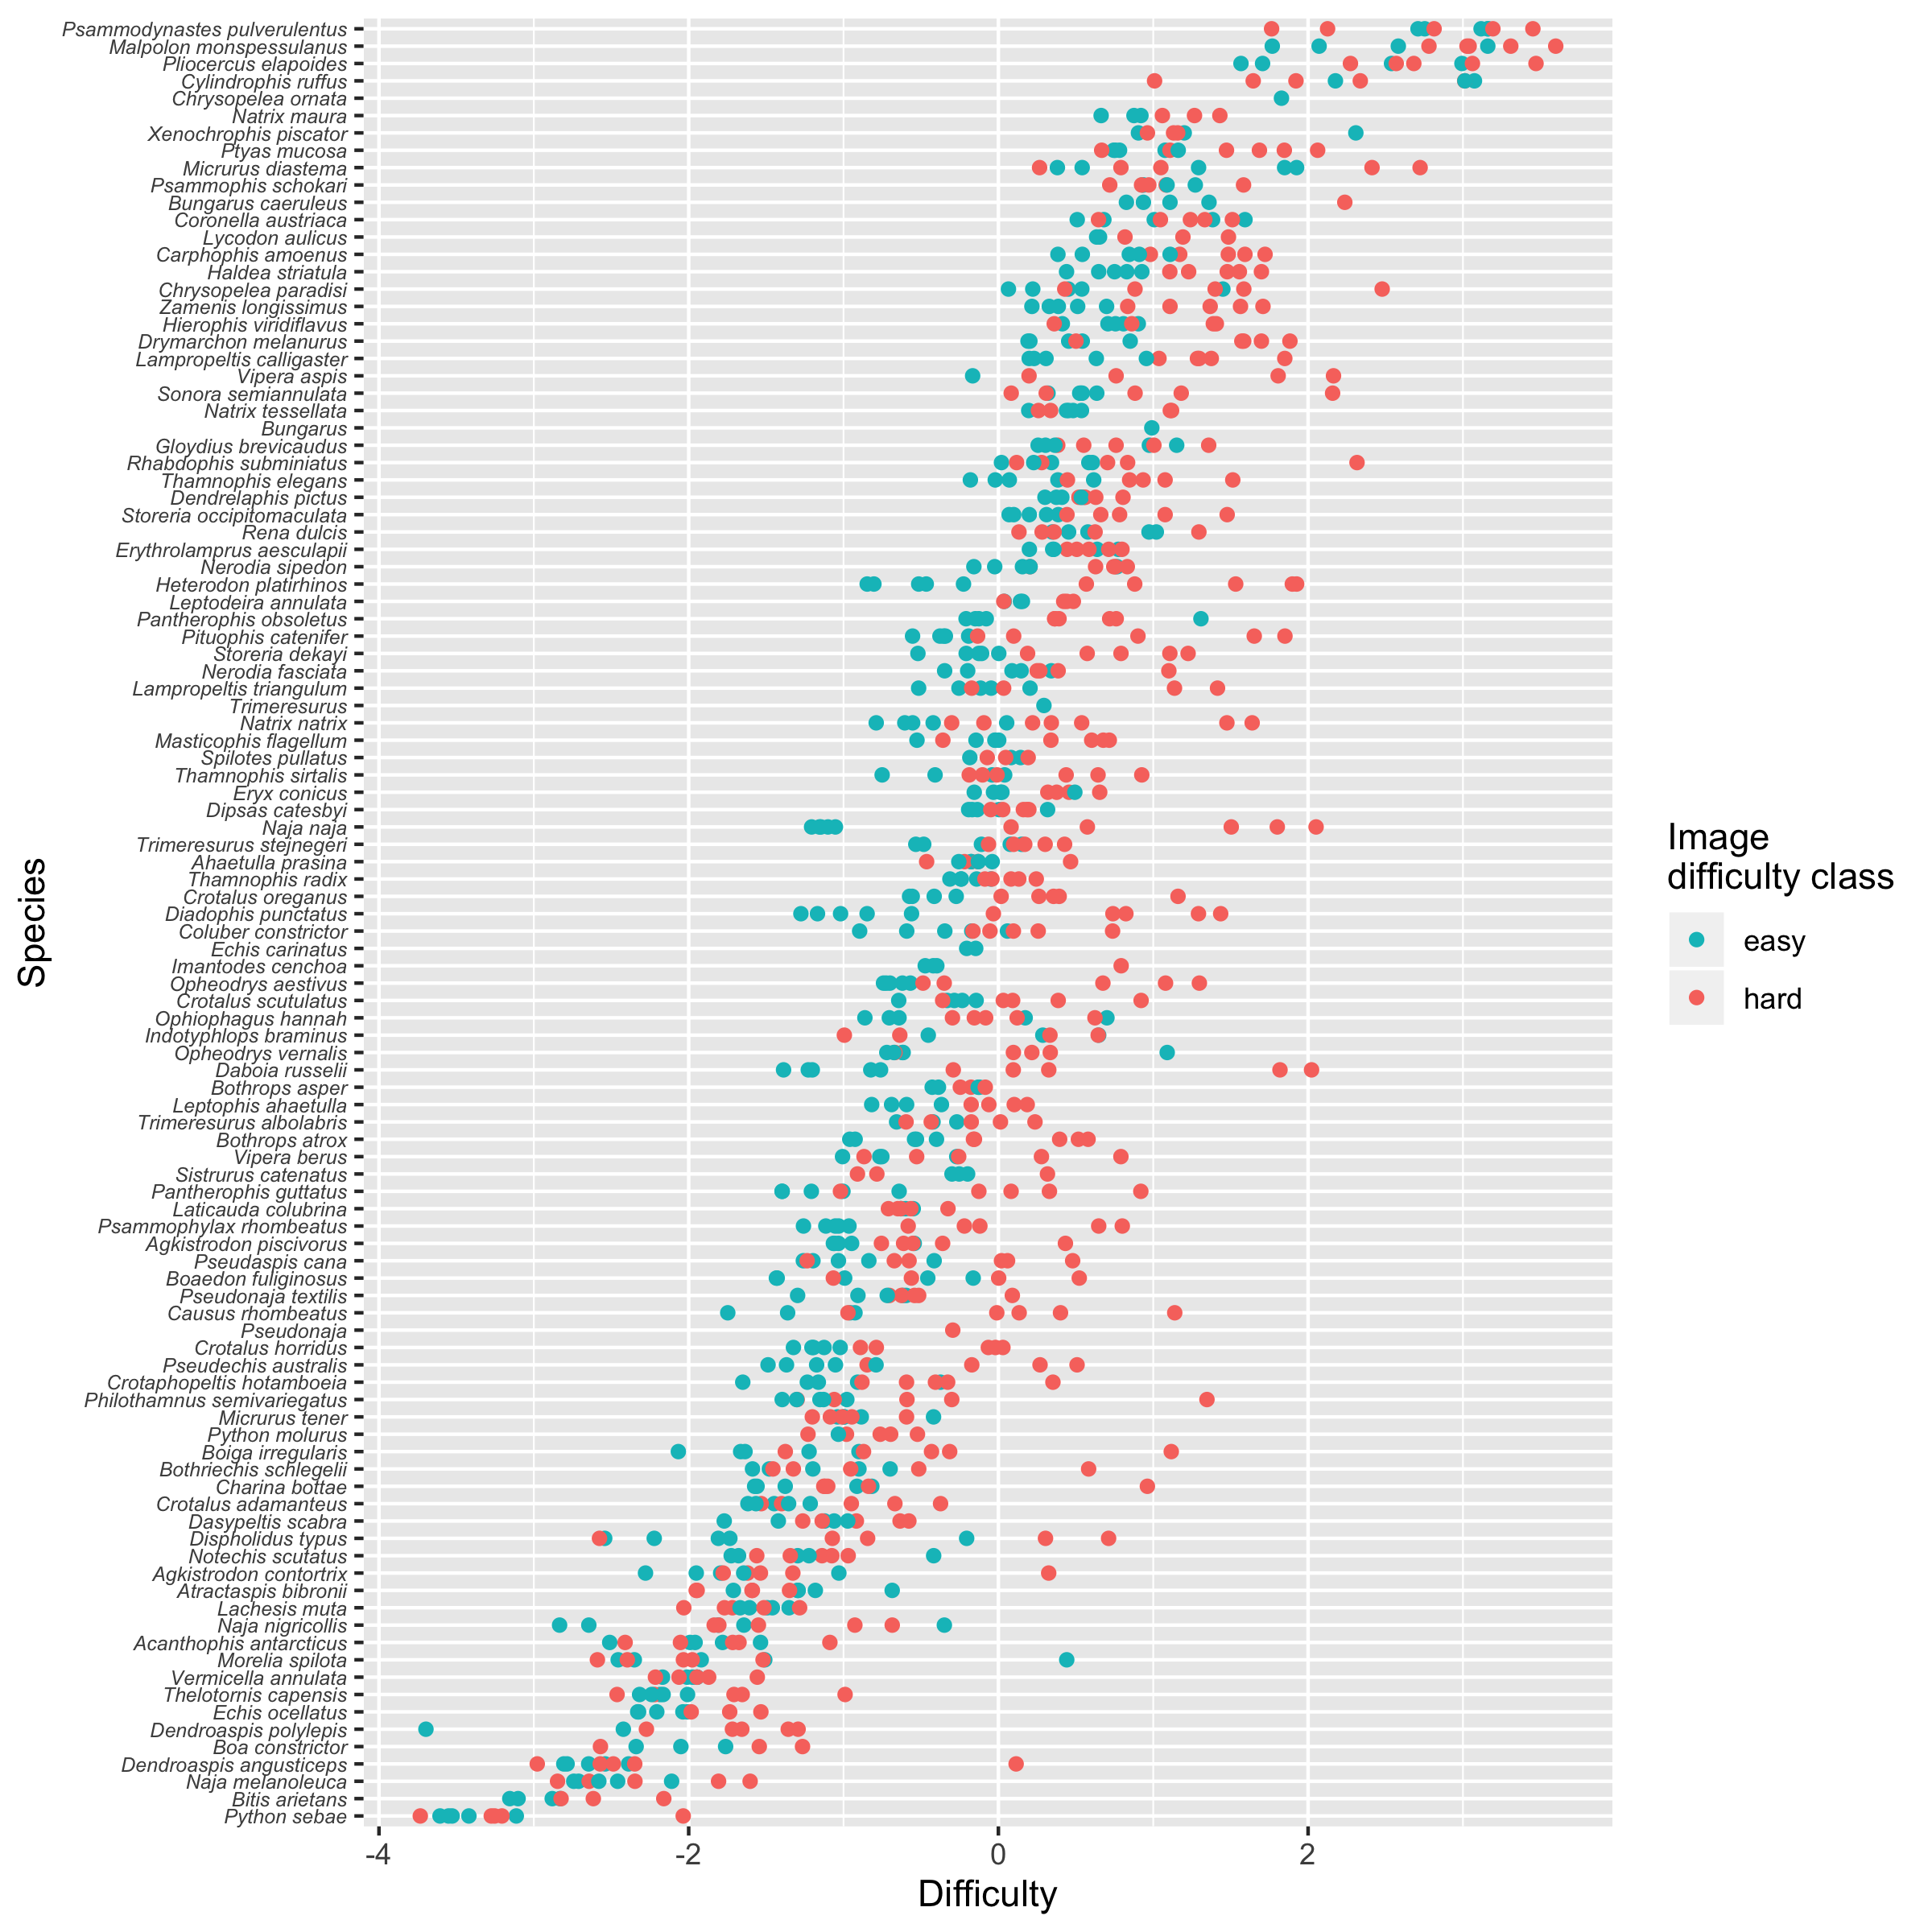 Psammodynastes pulverulentus
Malpolon monspessulanus
Pliocercus elapoides
Cylindrophis ruffus
Chrysopelea ornata
Natrix maura
Xenochrophis piscator
Ptyas mucosa
Micrurus diastema
Psammophis schokari
Bungarus caeruleus
Coronella austriaca
Lycodon aulicus
Carphophis amoenus
Haldea striatula
Chrysopelea paradisi
Zamenis longissimus
Hierophis viridiflavus
Drymarchon melanurus
Lampropeltis calligaster
Vipera aspis
Sonora semiannulata
Natrix tessellata
Bungarus
Gloydius brevicaudus
Rhabdophis subminiatus
Thamnophis elegans
Dendrelaphis pictus
Storeria occipitomaculata
Rena dulcis
Erythrolamprus aesculapii
Nerodia sipedon
Heterodon platirhinos
Leptodeira annulata
Pantherophis obsoletus
Pituophis catenifer
Storeria dekayi
Nerodia fasciata
Lampropeltis triangulum
Trimeresurus
Natrix natrix
Masticophis flagellum
Spilotes pullatus
Thamnophis sirtalis
Eryx conicus
Dipsas catesbyi
Naja naja
Trimeresurus stejnegeri
Ahaetulla prasina
Thamnophis radix
Crotalus oreganus
Diadophis punctatus
Coluber constrictor
Echis carinatus
Imantodes cenchoa
Opheodrys aestivus
Crotalus scutulatus
Ophiophagus hannah
Indotyphlops braminus
Opheodrys vernalis
Daboia russelii
Bothrops asper
Leptophis ahaetulla
Trimeresurus albolabris
Bothrops atrox
Vipera berus
Sistrurus catenatus
Pantherophis guttatus
Laticauda colubrina
Psammophylax rhombeatus
Agkistrodon piscivorus
Pseudaspis cana
Boaedon fuliginosus
Pseudonaja textilis
Causus rhombeatus
Pseudonaja
Crotalus horridus
Pseudechis australis
Crotaphopeltis hotamboeia
Philothamnus semivariegatus
Micrurus tener
Python molurus
Boiga irregularis
Bothriechis schlegelii
Charina bottae
Crotalus adamanteus
Dasypeltis scabra
Dispholidus typus
Notechis scutatus
Agkistrodon contortrix
Atractaspis bibronii
Lachesis muta
Naja nigricollis
Acanthophis antarcticus
Morelia spilota
Vermicella annulata
Thelotornis capensis
Echis ocellatus
Dendroaspis polylepis
Boa constrictor
Dendroaspis angusticeps
Naja melanoleuca
Bitis arietans
Python sebae
-4 -2 0 2
Difficulty
Species
Image
difficulty class
easy
hard